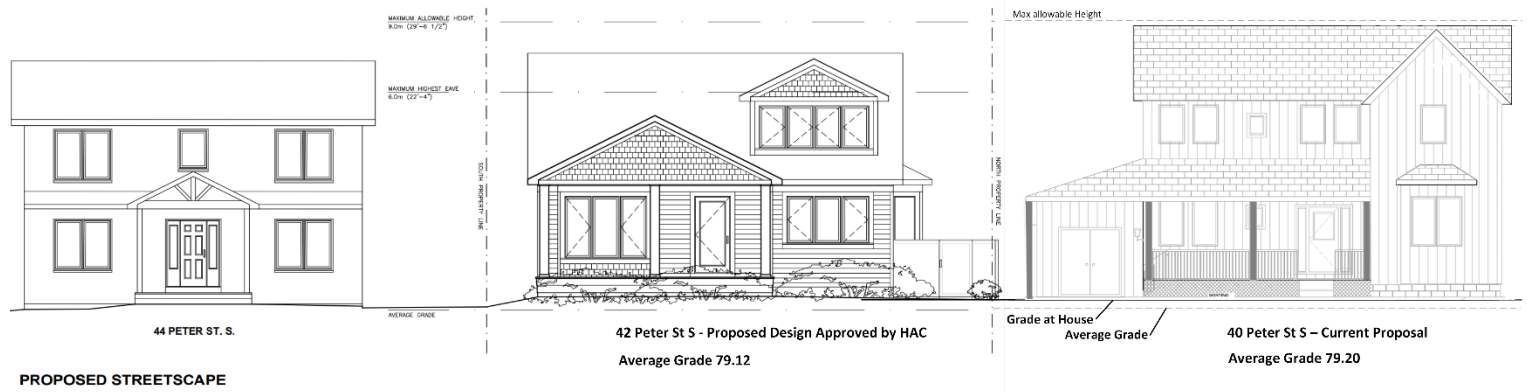 MAXIMUM ALLOWABLE HEIGHT
9.0m (29'-6 1/2")
MAXIMUM HIGHEST EAVE
6.0m (22'-4")
SOUTH PROPERTY LINE
NORTH PROPERTY LINE
Max allowable Height
AVERAGE GRADE
Grade at House
Average Grade
44 PETER ST. S.
42 Peter St S - Proposed Design Approved by HAC
Average Grade 79.12
40 Peter St S – Current Proposal
Average Grade 79.20
PROPOSED STREETSCAPE